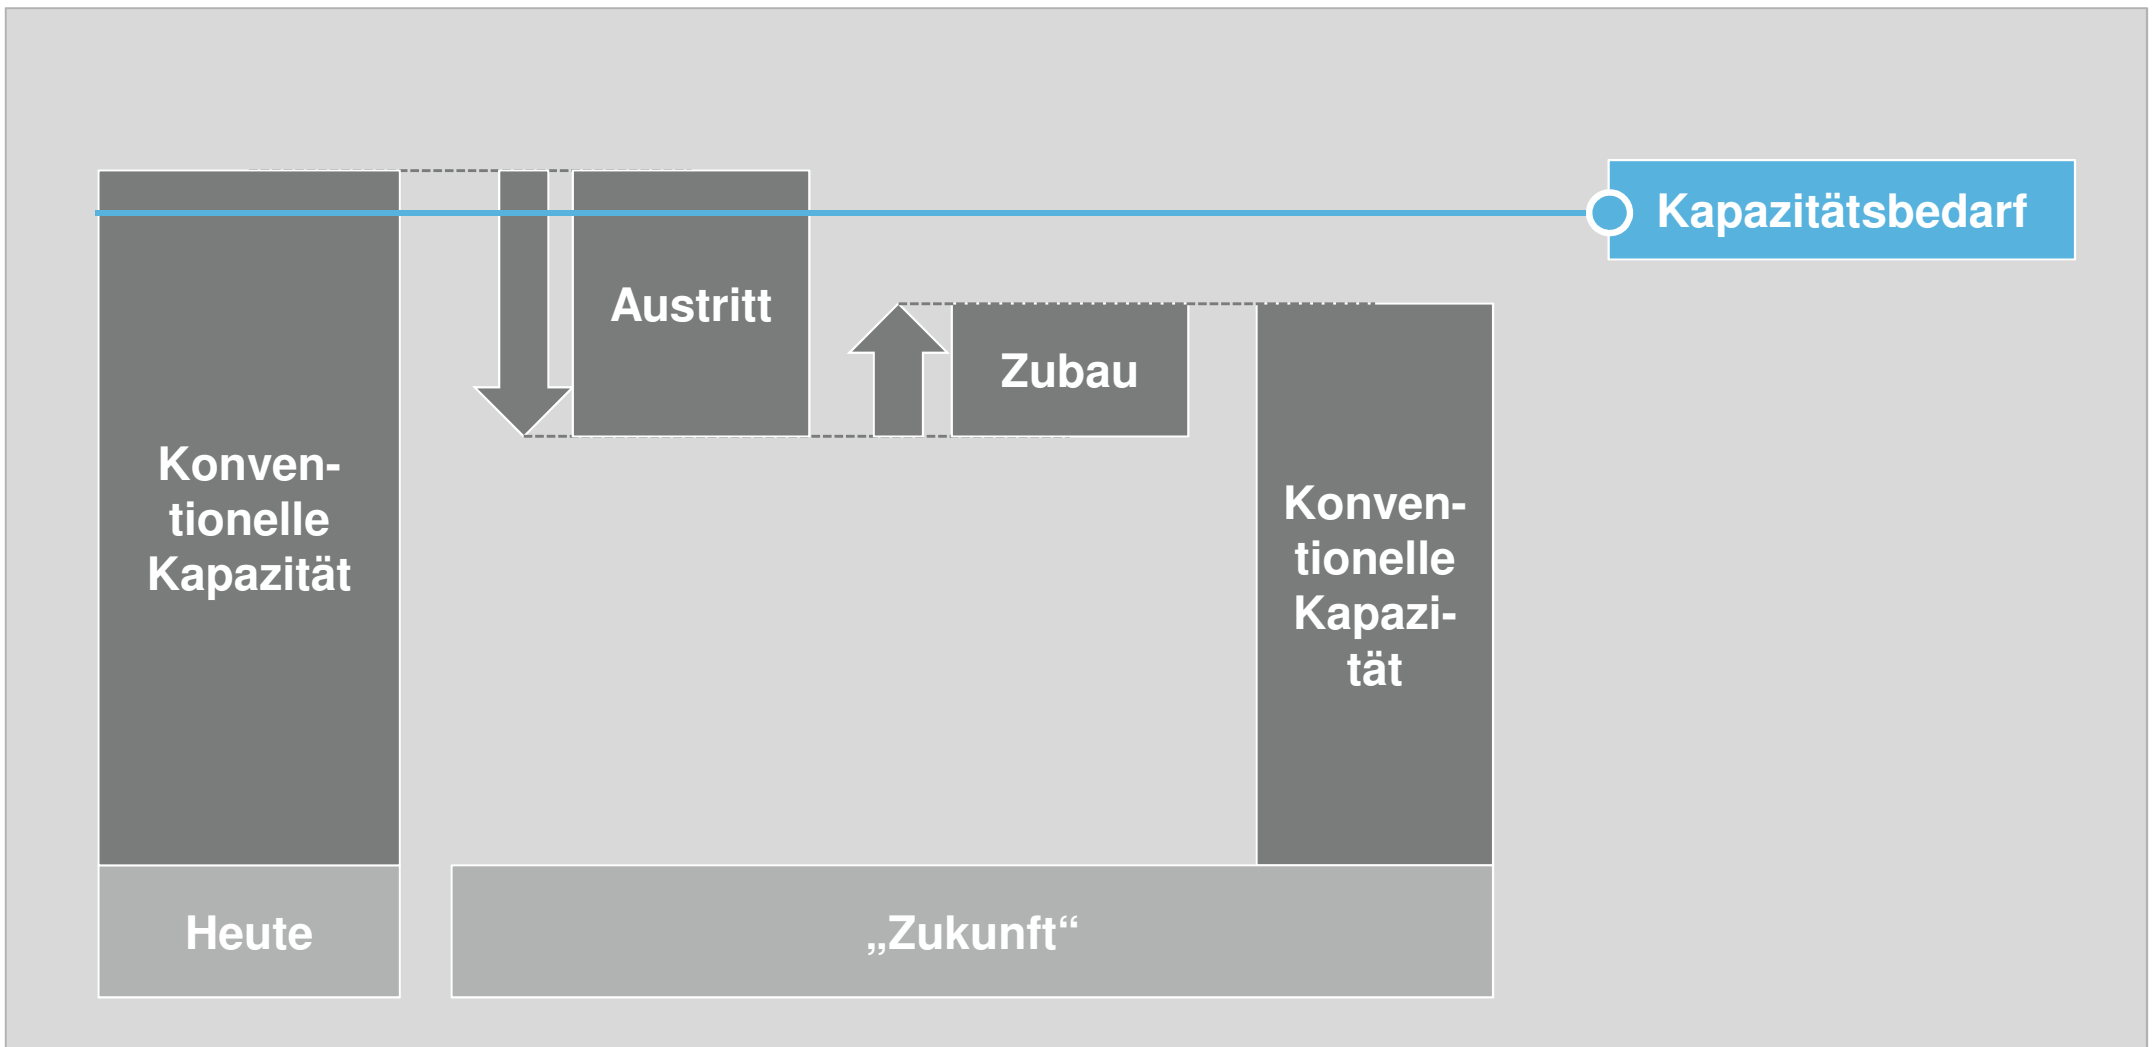 Kapazitätsbedarf
Austritt
Zubau
Konven-
tionelle
Kapazität
Konven-
tionelle
Kapazi-
tät
Heute
„Zukunft“